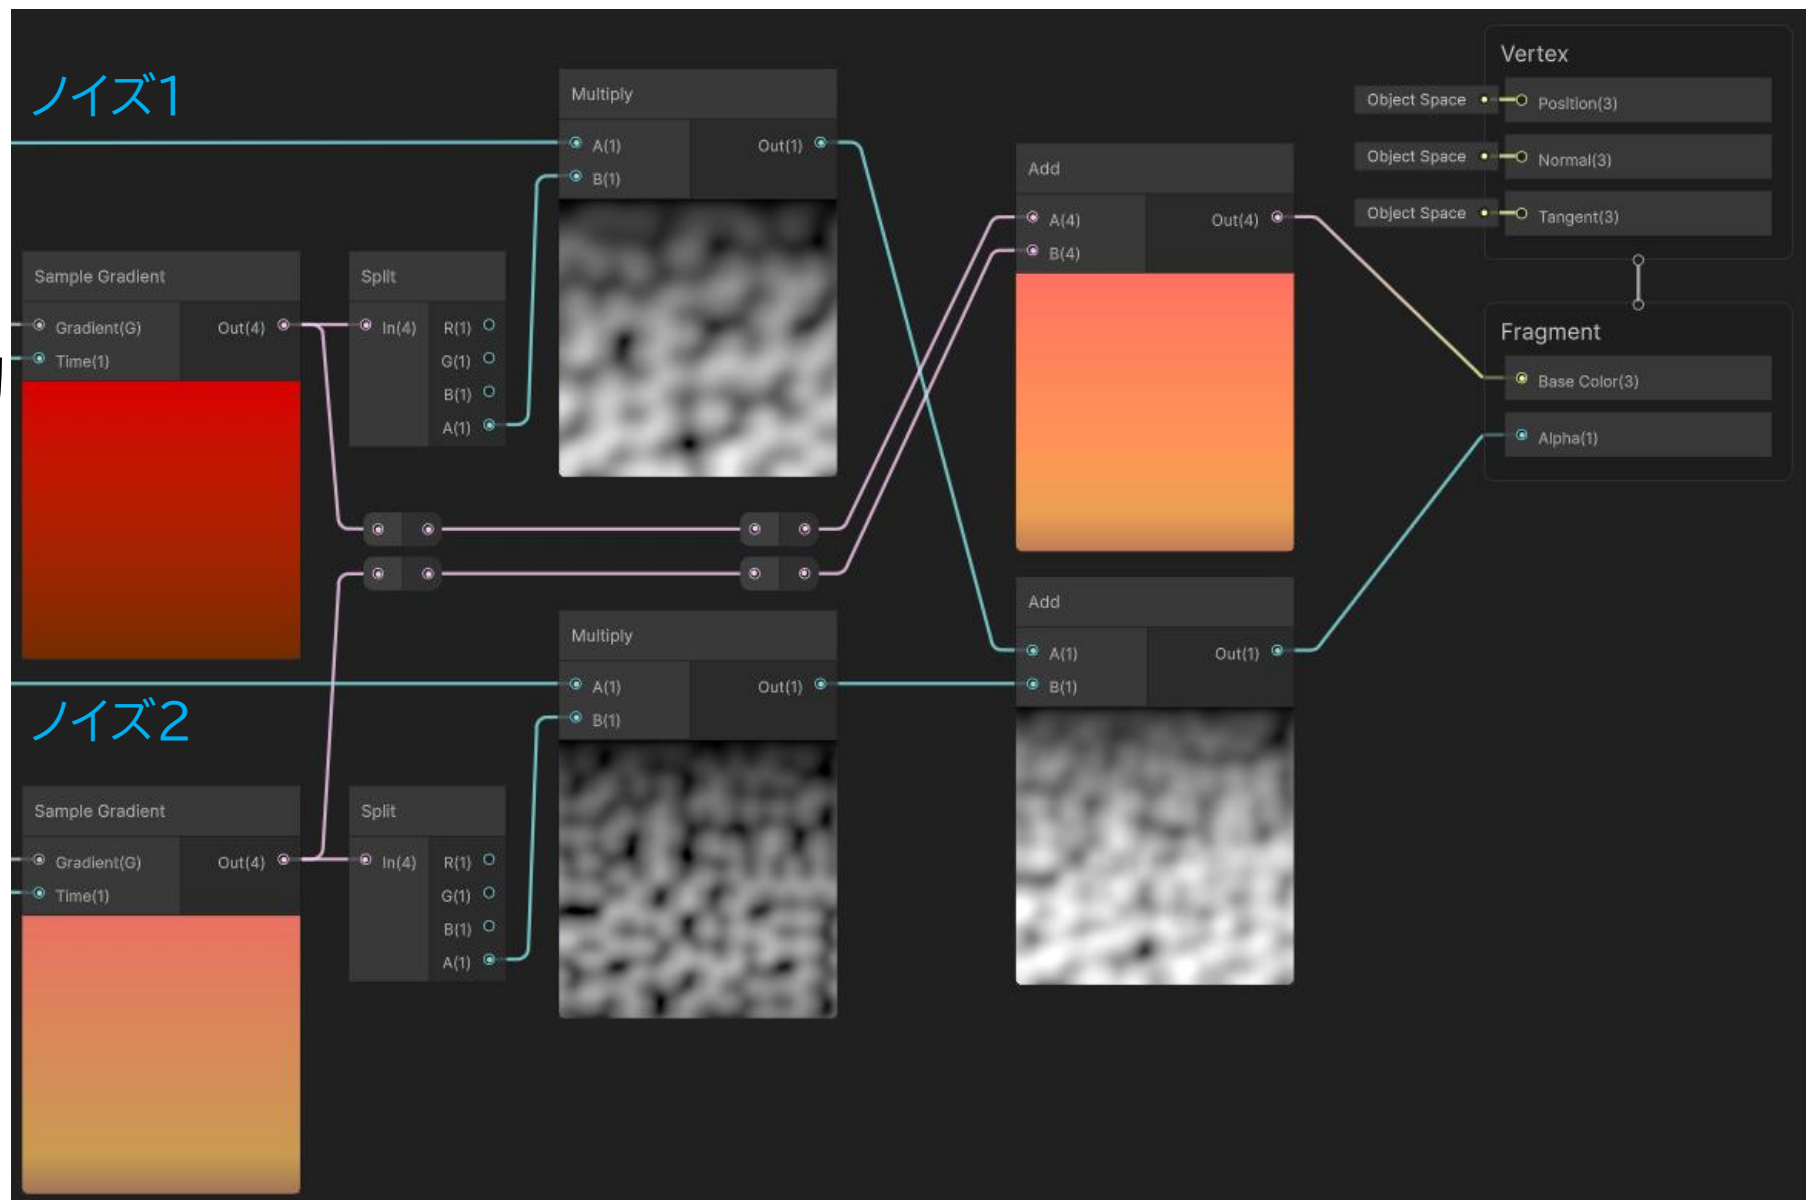 ノイズ1
Multiply
A(1)
Out(1)
B(1)
Sample Gradient
Gradient(G)
Out(4)
Time(1)
Split
In(4)
R(1)
G(1)
B(1)
A(1)
Add
A(4)
Out(4)
B(4)
Vertex
Object Space
Position(3)
Object Space
Normal(3)
Object Space
Tangent(3)
Fragment
Base Color(3)
Alpha(1)
ノイズ2
Multiply
A(1)
Out(1)
B(1)
Sample Gradient
Gradient(G)
Out(4)
Time(1)
Split
In(4)
R(1)
G(1)
B(1)
A(1)
Add
A(1)
Out(1)
B(1)